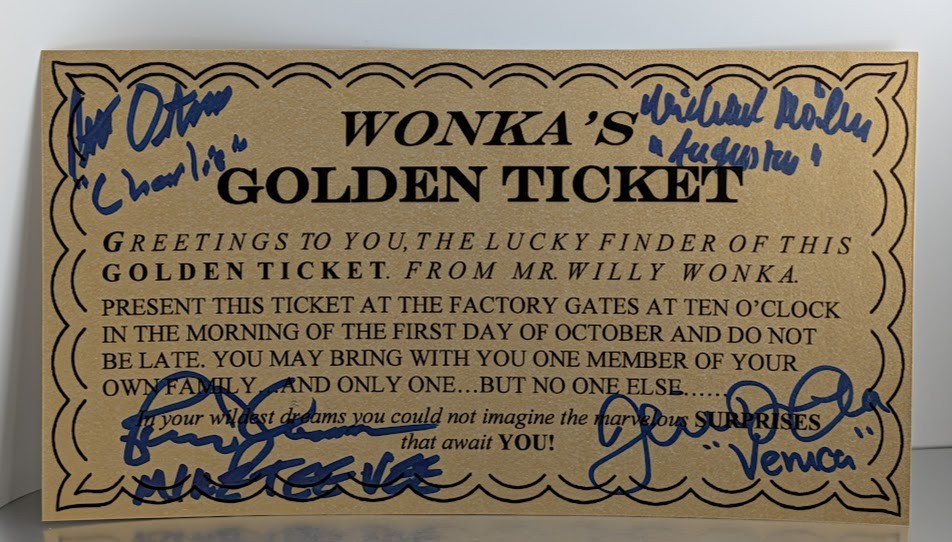 WONKA'S
GOLDEN TICKET
"Charlie"
"Augustus"
GREETINGS TO YOU, THE LUCKY FINDER OF THIS
GOLDEN TICKET. FROM MR. WILLY WONKA.
PRESENT THIS TICKET AT THE FACTORY GATES AT TEN O'CLOCK
IN THE MORNING OF THE FIRST DAY OF OCTOBER AND DO NOT
BE LATE. YOU MAY BRING WITH YOU ONE MEMBER OF YOUR
OWN FAMILY...AND ONLY ONE...BUT NO ONE ELSE.......
In your wildest dreams you could not imagine the marvelous SURPRISES
that await YOU!
MIKE TEE VEE
"Veruca"